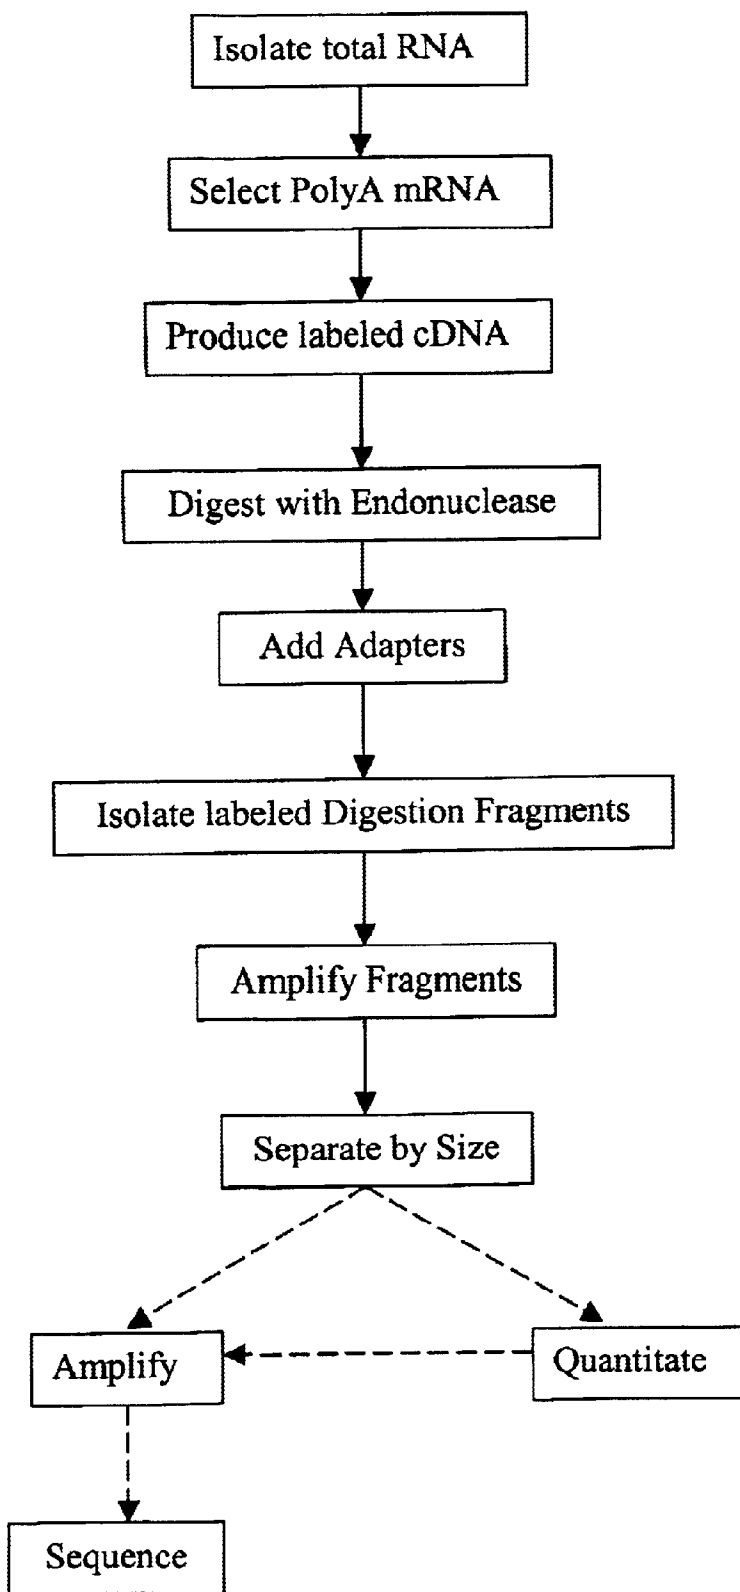 Isolate total RNA
Select PolyA mRNA
Produce labeled cDNA
Digest with Endonuclease
Add Adapters
Isolate labeled Digestion Fragments
Amplify Fragments
Separate by Size
Amplify
Quantitate
Sequence